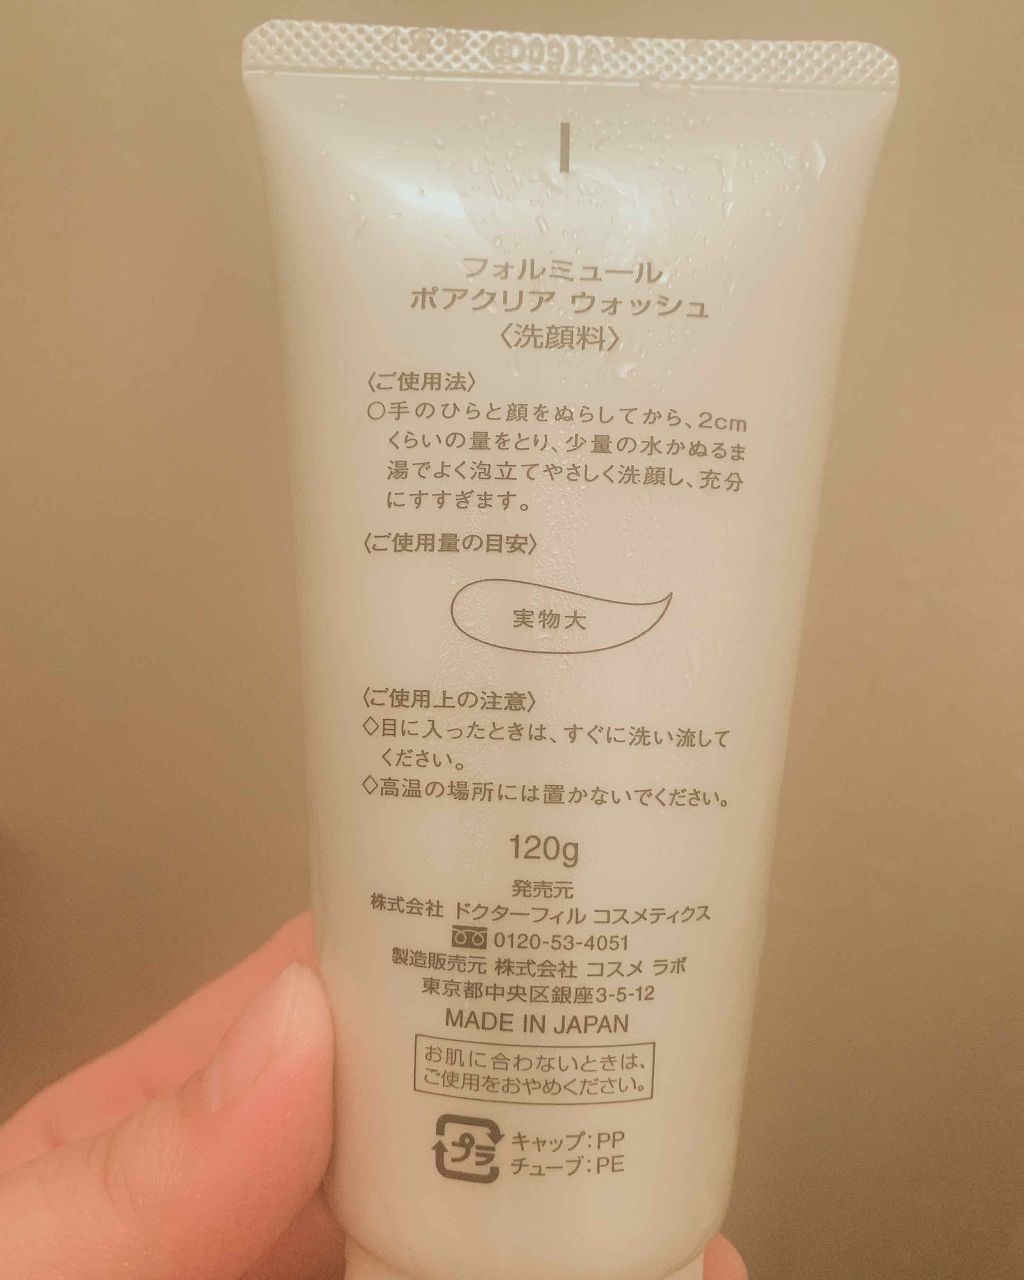 フォルミュール
ポアクリア ウォッシュ
〈洗顔料〉
〈ご使用法〉
○手のひらと顔をぬらしてから、2cm
くらいの量をとり、少量の水かぬるま
湯でよく泡立てやさしく洗顔し、充分
にすすぎます。
〈ご使用量の目安〉
実物大
〈ご使用上の注意〉
◇目に入ったときは、すぐに洗い流して
ください。
◇高温の場所には置かないでください。
120g
発売元
株式会社 ドクターフィル コスメティクス
0120-53-4051
製造販売元 株式会社 コスメ ラボ
東京都中央区銀座3-5-12
MADE IN JAPAN
お肌に合わないときは、
ご使用をおやめください。
プラ
キャップ:PP
チューブ:PE